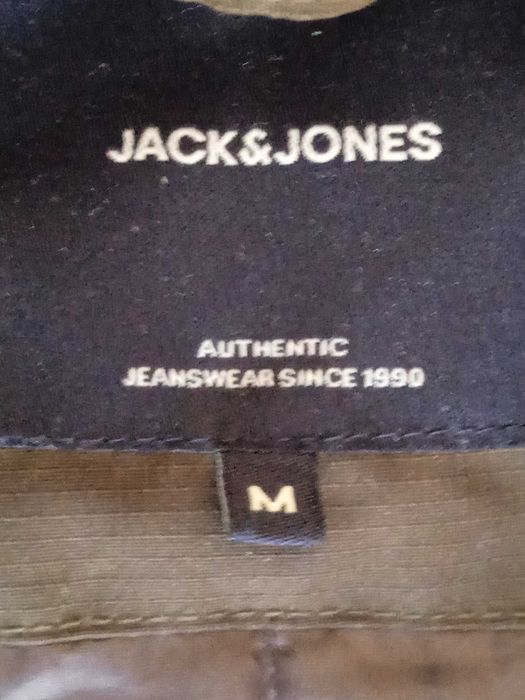 JACK&JONES
AUTHENTIC
JEANSWEAR SINCE 1990
M